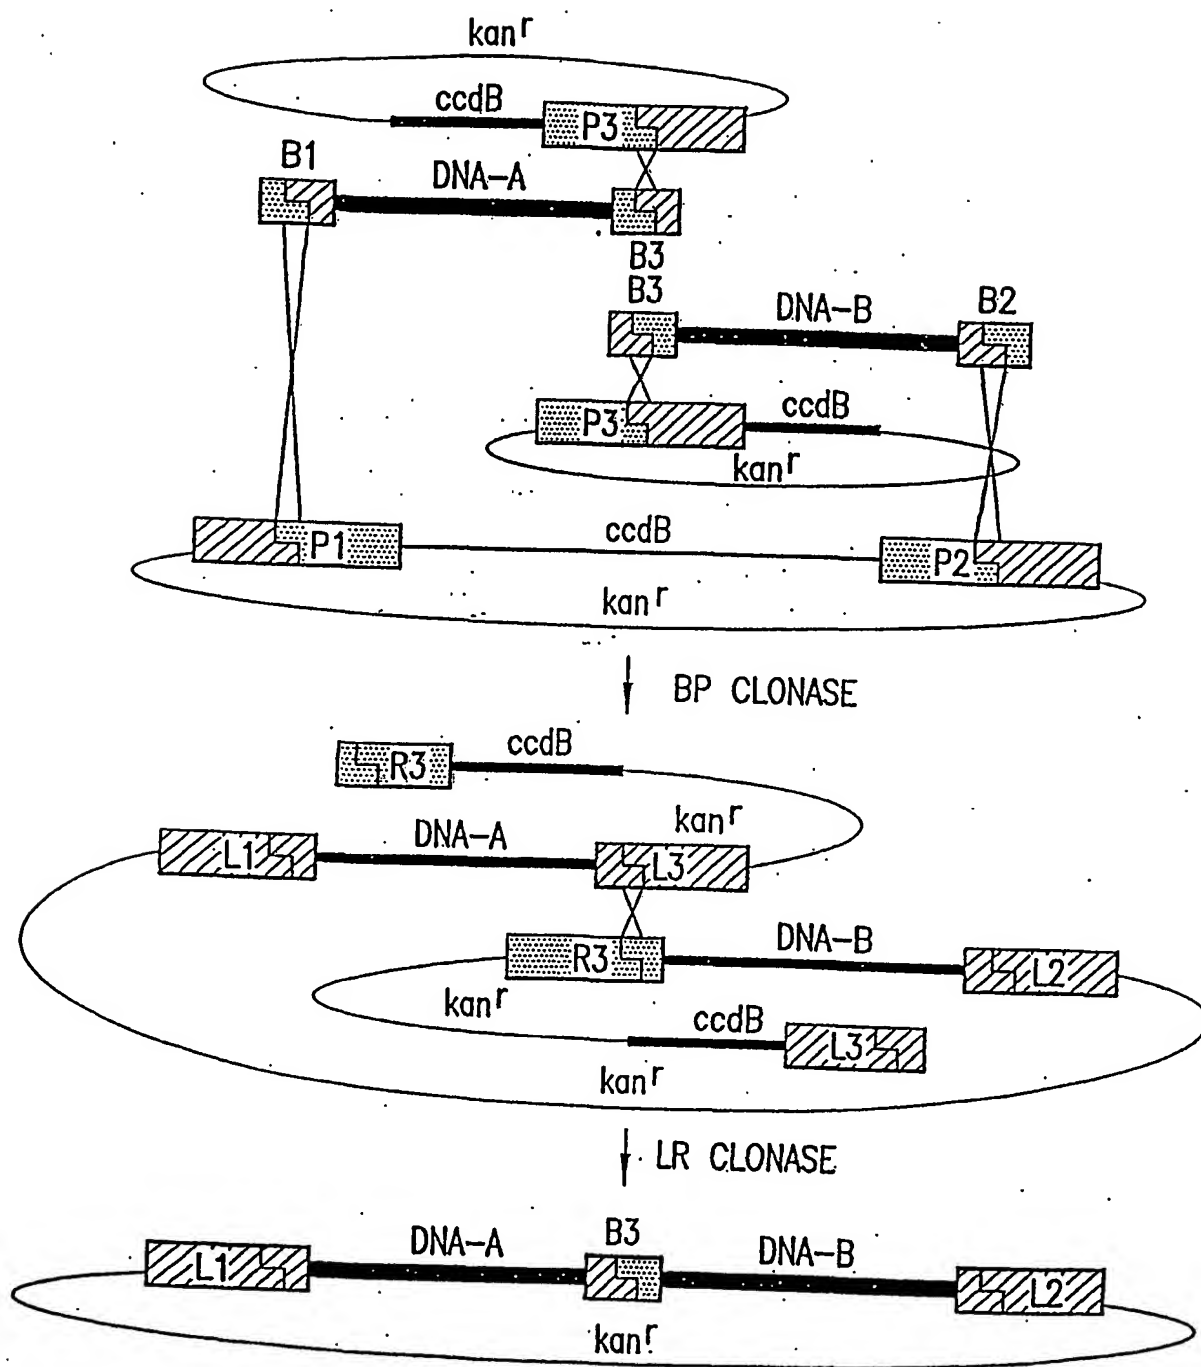 kanr
ccdB
P3
B1
DNA-A
B3
B3
DNA-B
B2
P3
ccdB
kanr
P1
ccdB
P2
kanr
BP CLONASE
R3
ccdB
kanr
L1
DNA-A
L3
R3
DNA-B
L2
kanr
ccdB
L3
kanr
LR CLONASE
L1
DNA-A
B3
DNA-B
L2
kanr